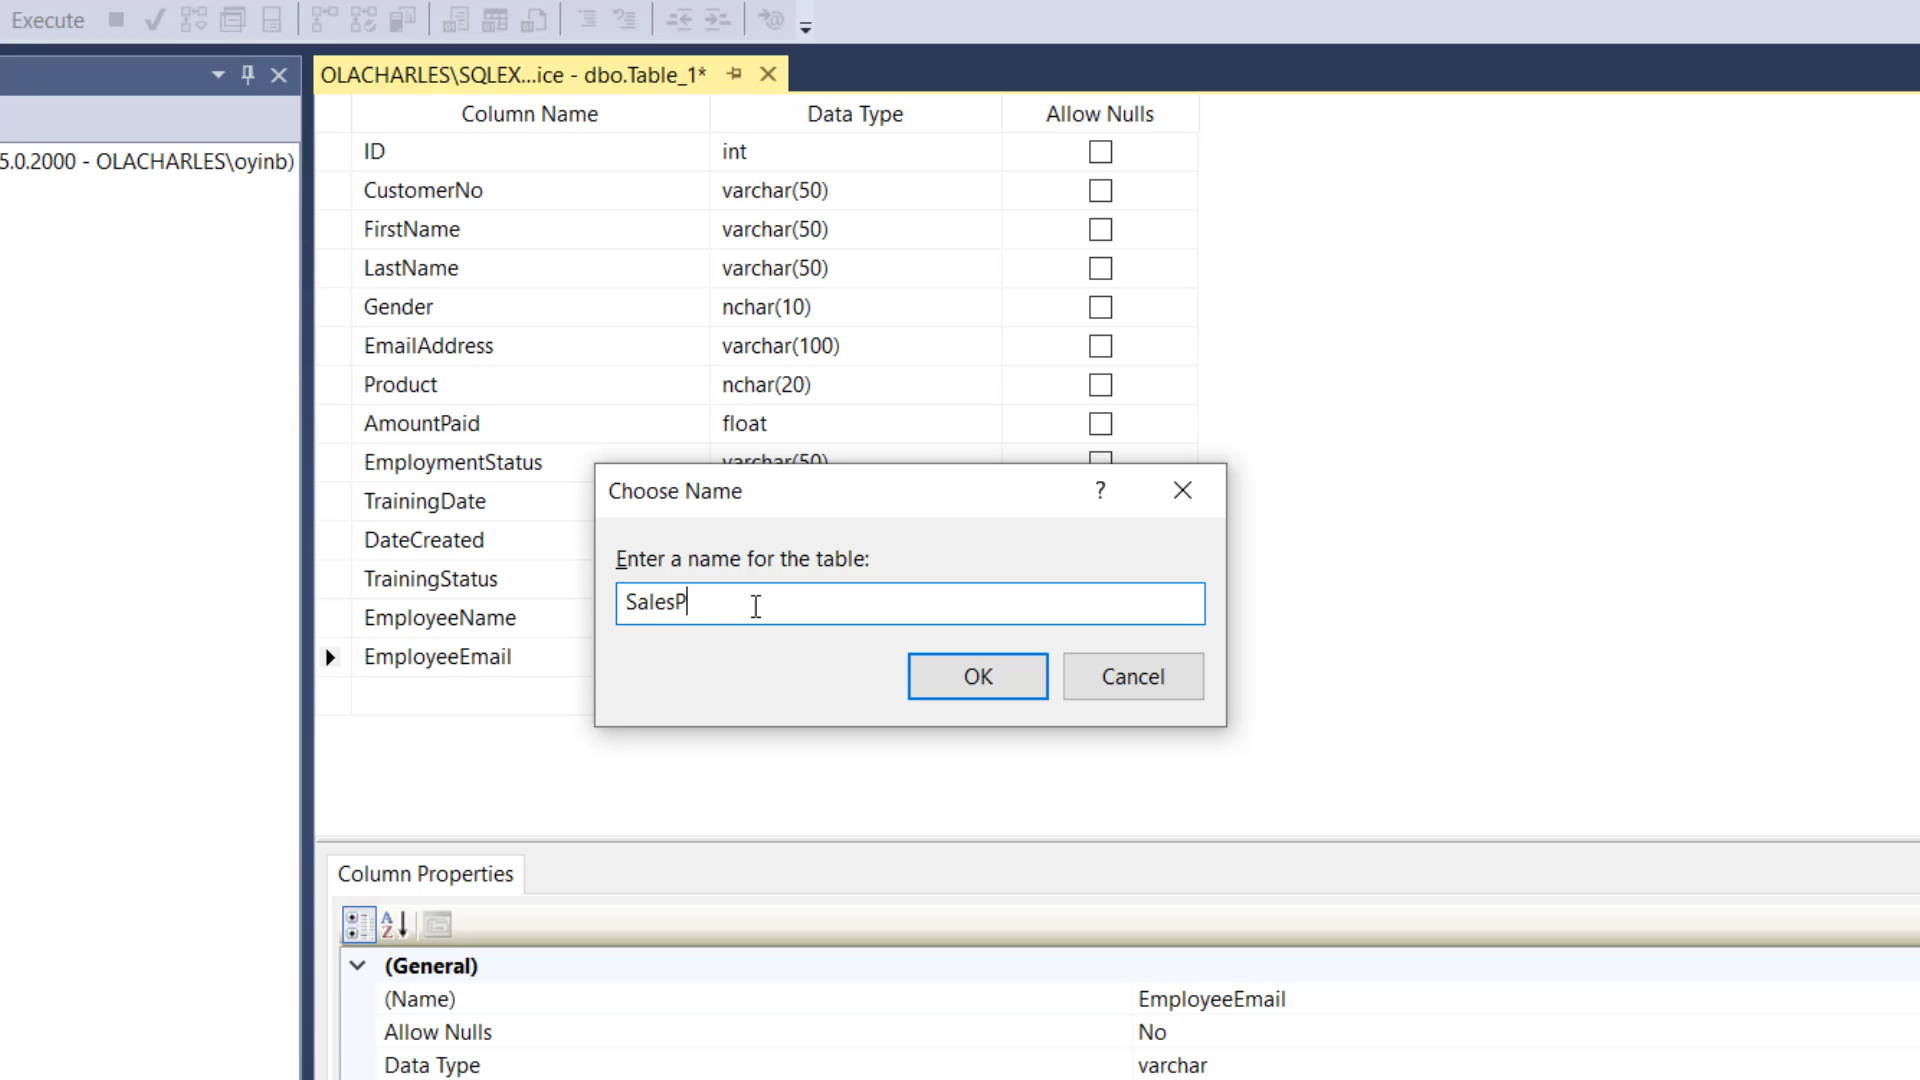 Execute
OLACHARLES\SQLEX...ice - dbo.Table_1*
5.0.2000 - OLACHARLES\oyinb)
Column Name Data Type Allow Nulls
ID int
CustomerNo varchar(50)
FirstName varchar(50)
LastName varchar(50)
Gender nchar(10)
EmailAddress varchar(100)
Product nchar(20)
AmountPaid float
EmploymentStatus varchar(50)
TrainingDate
DateCreated
TrainingStatus
EmployeeName
EmployeeEmail
Choose Name ?
Enter a name for the table:
SalesP
OK Cancel
Column Properties
(General)
(Name) EmployeeEmail
Allow Nulls No
Data Type varchar